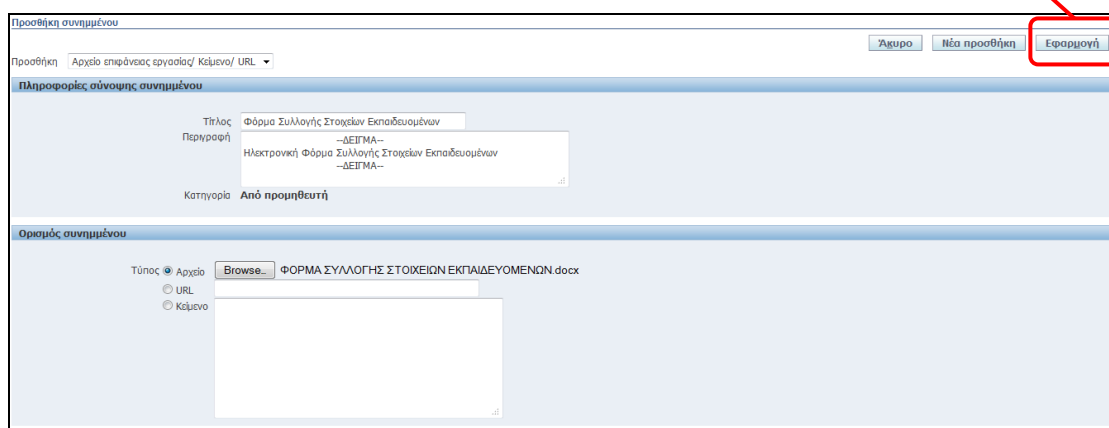 Προσθήκη συνημμένου
Άκυρο Νέα προσθήκη Εφαρμογή
Προσθήκη Αρχείο επιφάνειας εργασίας/ Κείμενο/ URL
Πληροφορίες σύνοψης συνημμένου
Τίτλος Φόρμα Συλλογής Στοιχείων Εκπαιδευομένων
Περιγραφή --ΔΕΙΓΜΑ--
Ηλεκτρονική Φόρμα Συλλογής Στοιχείων Εκπαιδευομένων
--ΔΕΙΓΜΑ--
Κατηγορία Από προμηθευτή
Ορισμός συνημμένου
Τύπος Αρχείο Browse... ΦΟΡΜΑ ΣΥΛΛΟΓΗΣ ΣΤΟΙΧΕΙΩΝ ΕΚΠΑΙΔΕΥΟΜΕΝΩΝ.docx
URL
Κείμενο